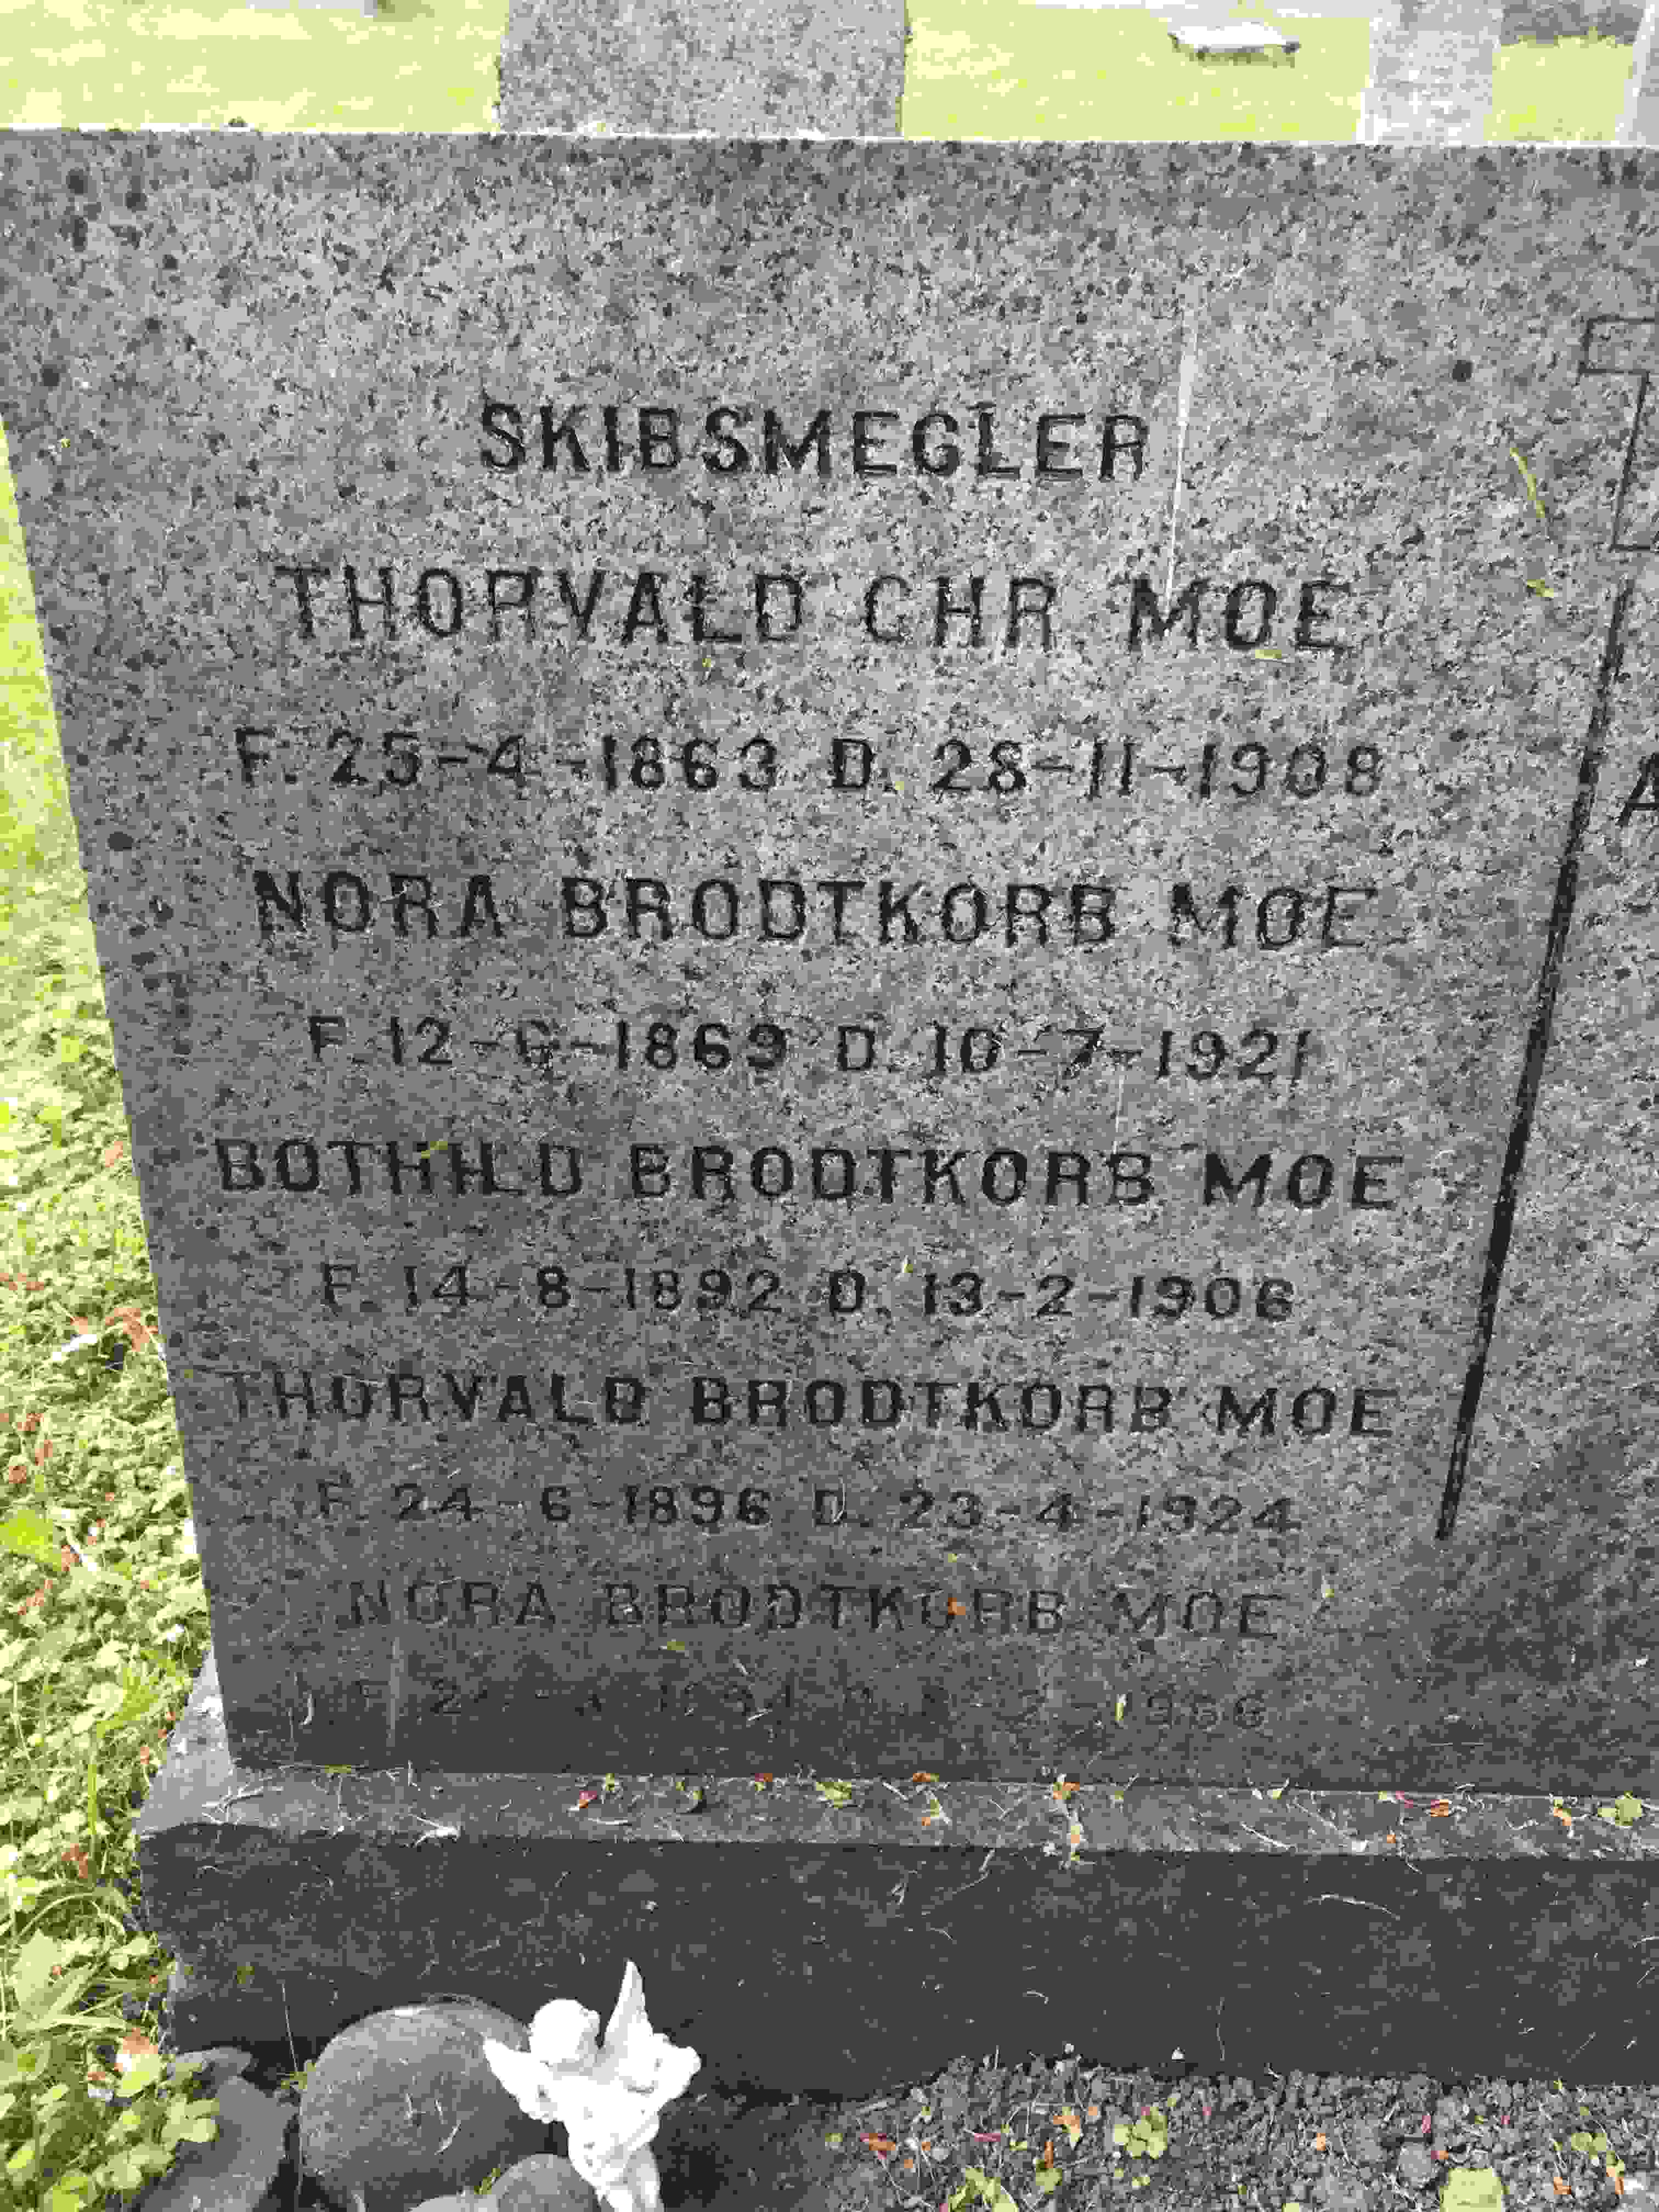 SKIBSMEGLER
THORVALD CHR MOE
F. 25-4-1863 D. 28-11-1908
NORA BRODTKORB MOE
F. 12-6-1869 D. 10-7-1921
BOTHILD BRODTKORB MOE
F. 14-8-1892 D. 13-2-1906
THORVALD BRODTKORB MOE
F. 24-6-1896 D. 23-4-1924
NORA BRODTKORB MOE